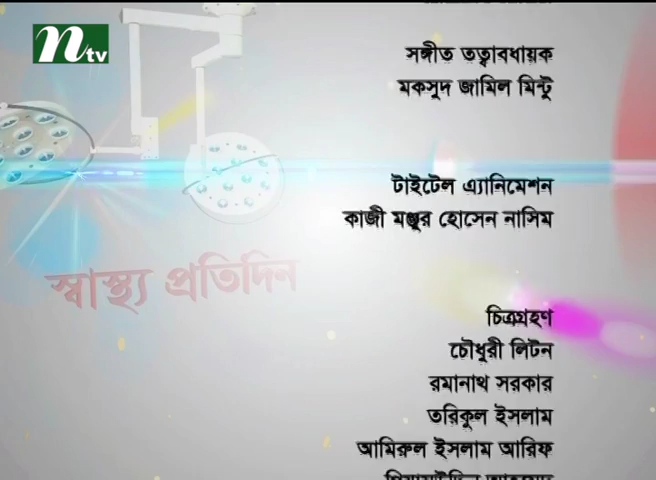 ntv
সঙ্গীত তত্বাবধায়ক
মকসুদ জামিল মিন্টু
টাইটেল এ্যানিমেশন
কাজী মঞ্জুর হোসেন নাসিম
স্বাস্থ্য প্রতিদিন
চিত্রগ্রহণ
চৌধুরী লিটন
রমানাথ সরকার
তরিকুল ইসলাম
আমিরুল ইসলাম আরিফ